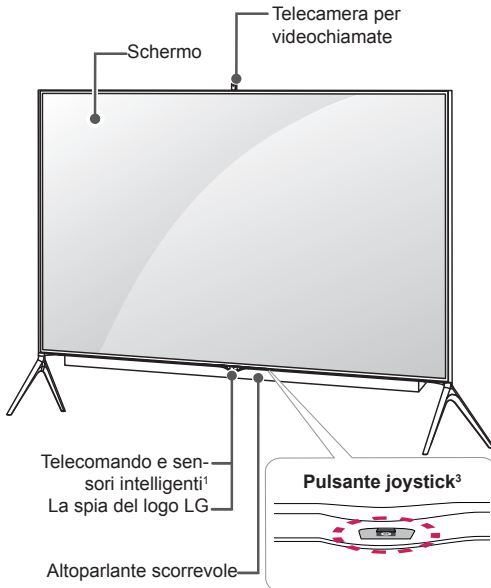 Telecamera per
videochiamate
Schermo
Telecomando e sen-
sori intelligenti¹
La spia del logo LG
Pulsante joystick³
Altoparlante scorrevole